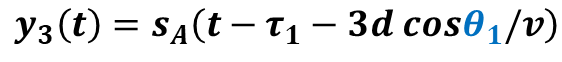 y₃(t) = s_A(t − τ₁ − 3d cosθ₁/v)